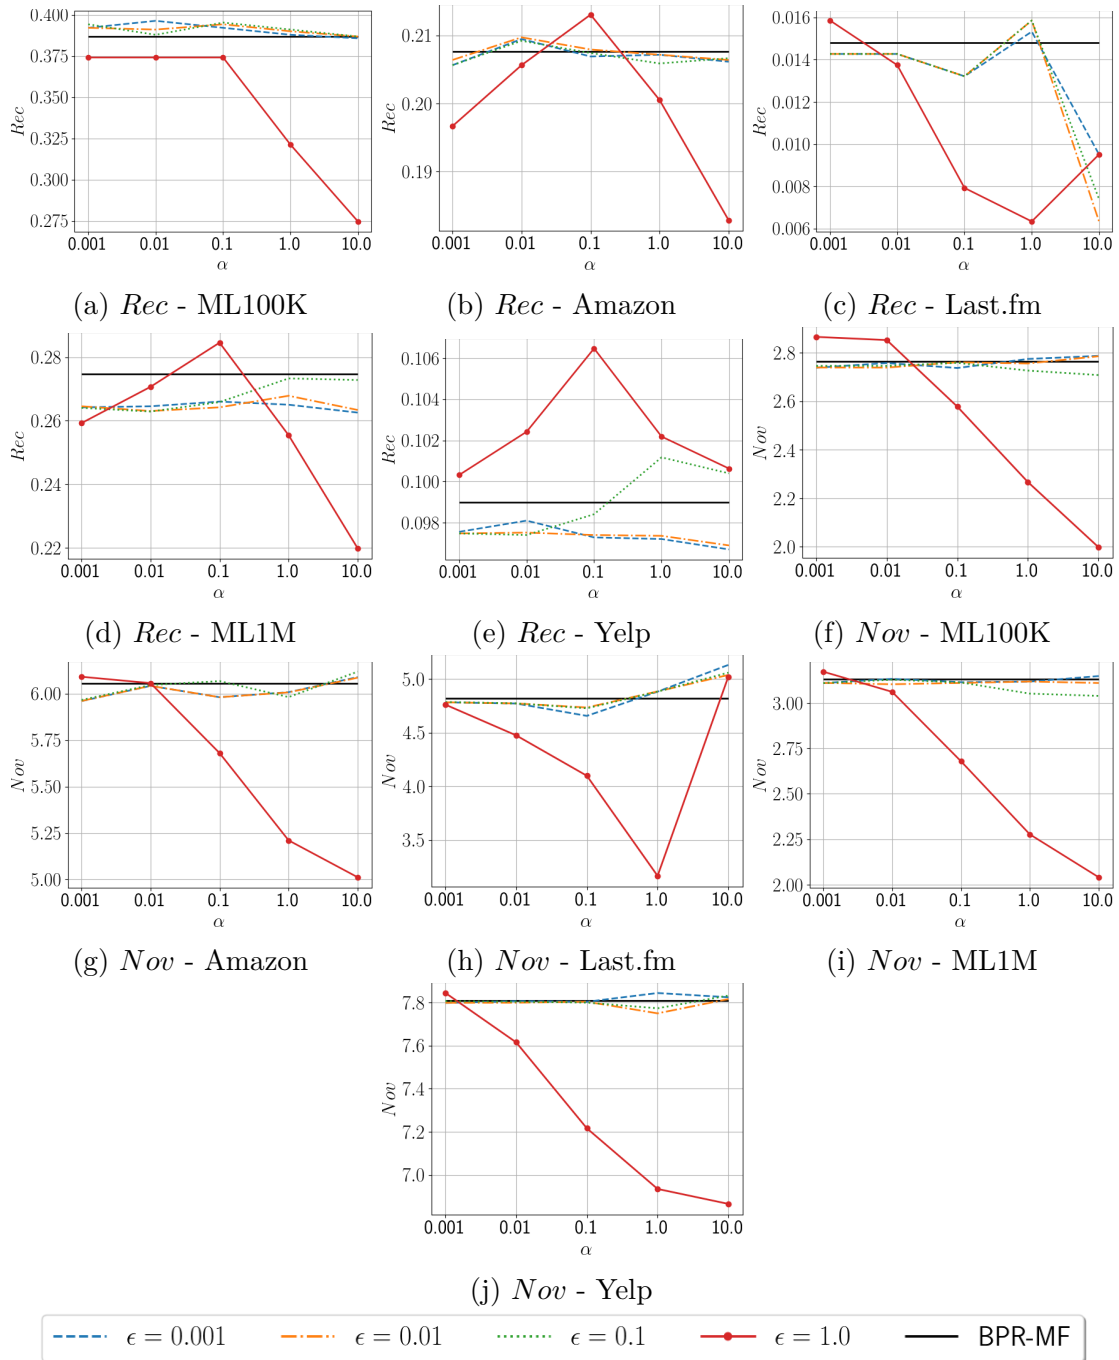 0.400
0.375
0.350
0.325
0.300
0.275
Rec
0.001 0.01 0.1 1.0 10.0
α
(a) Rec - ML100K
0.21
0.20
0.19
Rec
0.001 0.01 0.1 1.0 10.0
α
(b) Rec - Amazon
0.016
0.014
0.012
0.010
0.008
0.006
Rec
0.001 0.01 0.1 1.0 10.0
α
(c) Rec - Last.fm
0.28
0.26
0.24
0.22
Rec
0.001 0.01 0.1 1.0 10.0
α
(d) Rec - ML1M
0.106
0.104
0.102
0.100
0.098
Rec
0.001 0.01 0.1 1.0 10.0
α
(e) Rec - Yelp
2.8
2.6
2.4
2.2
2.0
Nov
0.001 0.01 0.1 1.0 10.0
α
(f) Nov - ML100K
6.00
5.75
5.50
5.25
5.00
Nov
0.001 0.01 0.1 1.0 10.0
α
(g) Nov - Amazon
5.0
4.5
4.0
3.5
Nov
0.001 0.01 0.1 1.0 10.0
α
(h) Nov - Last.fm
3.00
2.75
2.50
2.25
2.00
Nov
0.001 0.01 0.1 1.0 10.0
α
(i) Nov - ML1M
7.8
7.6
7.4
7.2
7.0
Nov
0.001 0.01 0.1 1.0 10.0
α
(j) Nov - Yelp
ϵ = 0.001 ϵ = 0.01 ϵ = 0.1 ϵ = 1.0 BPR-MF